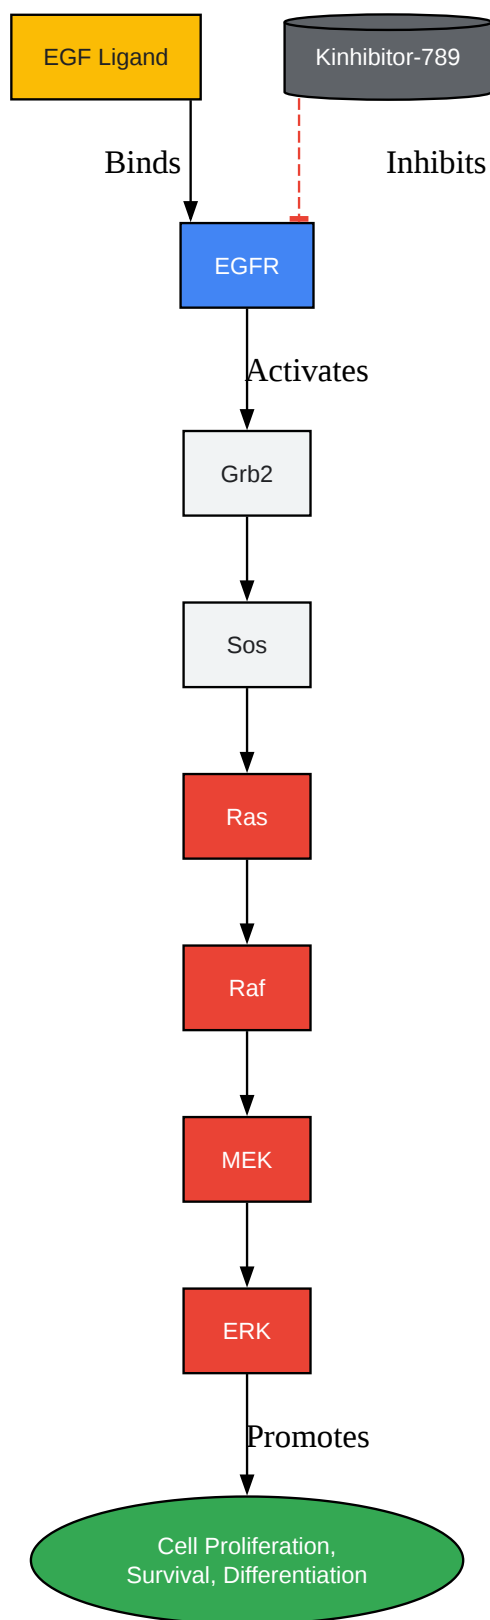 EGF Ligand
Kinhibitor-789
Binds
Inhibits
EGFR
Activates
Grb2
Sos
Ras
Raf
MEK
ERK
Promotes
Cell Proliferation,
Survival, Differentiation